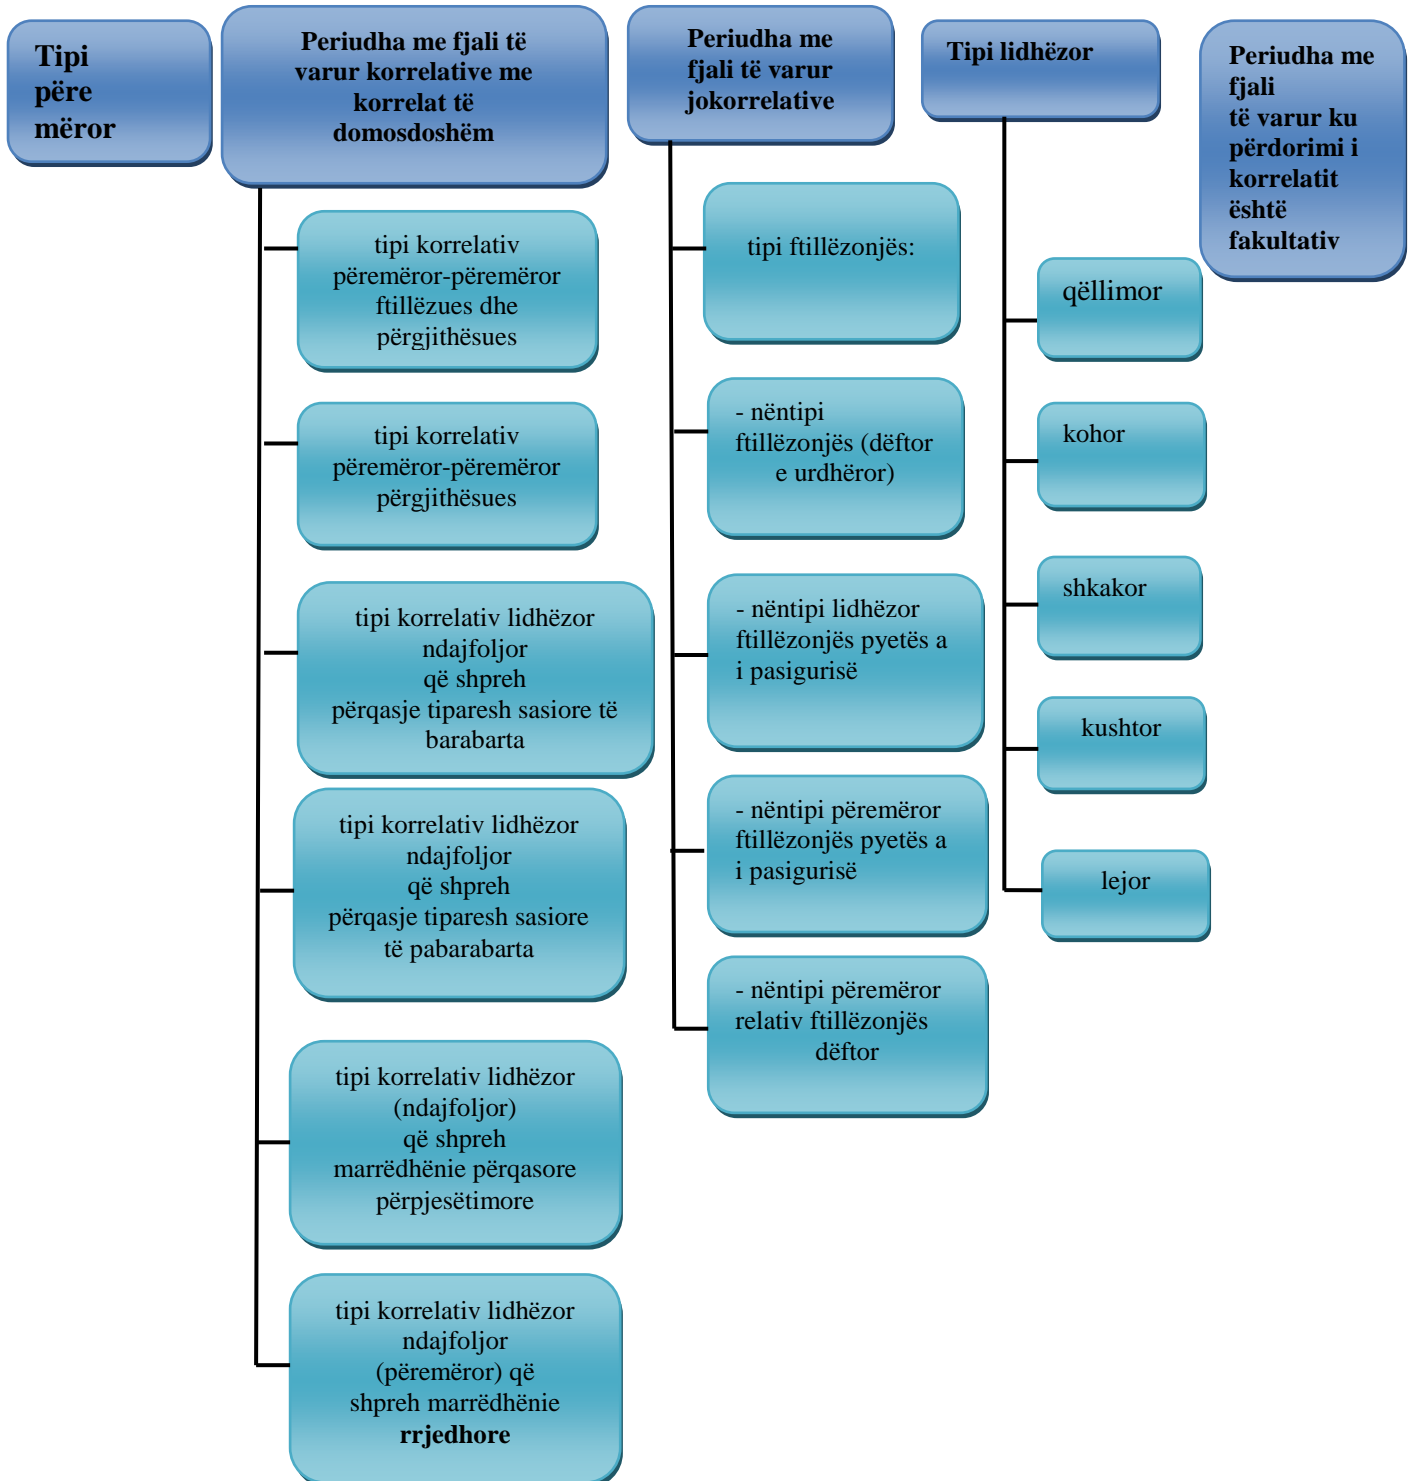 Tipi
përe
mëror
Periudha me fjali të
varur korrelative me
korrelat të
domosdoshëm
tipi korrelativ
përemëror-përemëror
ftillëzues dhe
përgjithësues
tipi korrelativ
përemëror-përemëror
përgjithësues
tipi korrelativ lidhëzor
ndajfoljor
që shpreh
përqasje tiparesh sasiore të
barabarta
tipi korrelativ lidhëzor
ndajfoljor
që shpreh
përqasje tiparesh sasiore
të pabarabarta
tipi korrelativ lidhëzor
(ndajfoljor)
që shpreh
marrëdhënie përqasore
përpjesëtimore
tipi korrelativ lidhëzor
ndajfoljor
(përemëror) që
shpreh marrëdhënie
rrjedhore
Periudha me
fjali të varur
jokorrelative
tipi ftillëzonjës:
- nëntipi
ftillëzonjës (dëftor
e urdhëror)
- nëntipi lidhëzor
ftillëzonjës pyetës a
i pasigurisë
- nëntipi përemëror
ftillëzonjës pyetës a
i pasigurisë
- nëntipi përemëror
relativ ftillëzonjës
dëftor
Tipi lidhëzor
qëllimor
kohor
shkakor
kushtor
lejor
Periudha me
fjali
të varur ku
përdorimi i
korrelatit
është
fakultativ